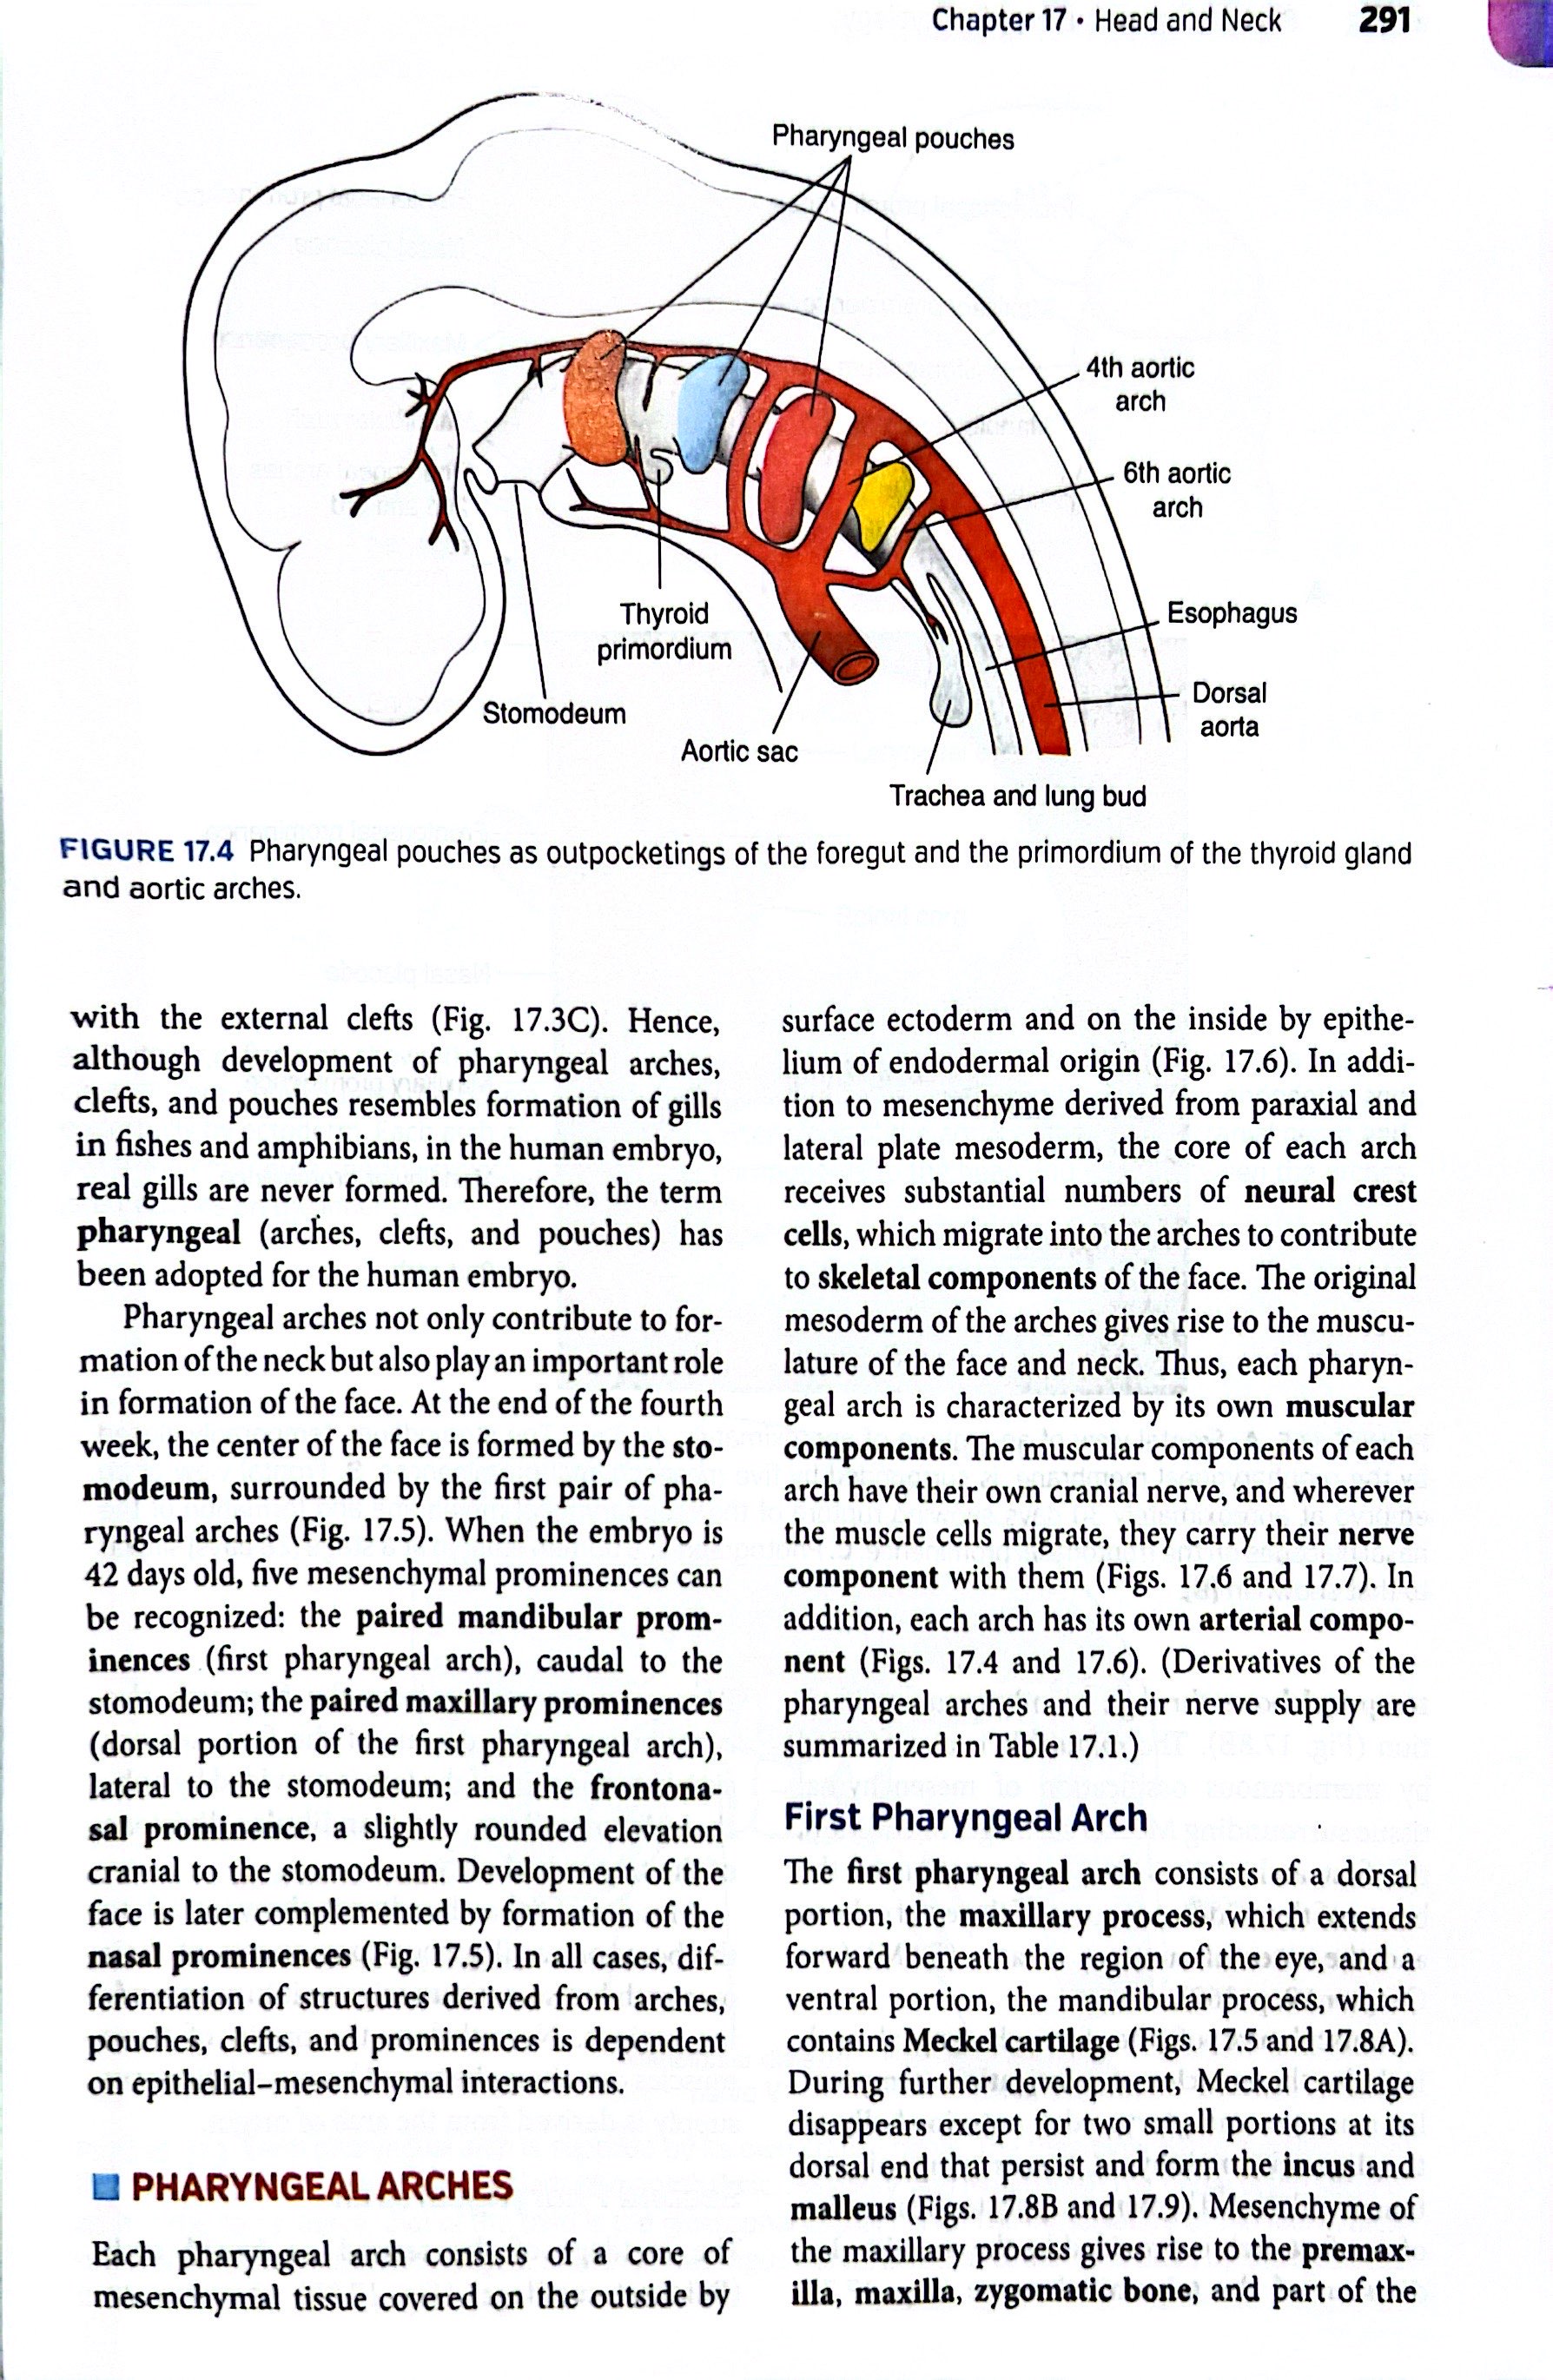 Chapter 17 • Head and Neck 291
Pharyngeal pouches
4th aortic
arch
6th aortic
arch
Esophagus
Thyroid
primordium
Dorsal
aorta
Stomodeum
Aortic sac
Trachea and lung bud
FIGURE 17.4 Pharyngeal pouches as outpocketings of the foregut and the primordium of the thyroid gland
and aortic arches.
with the external clefts (Fig. 17.3C). Hence,
although development of pharyngeal arches,
clefts, and pouches resembles formation of gills
in fishes and amphibians, in the human embryo,
real gills are never formed. Therefore, the term
pharyngeal (arches, clefts, and pouches) has
been adopted for the human embryo.
Pharyngeal arches not only contribute to for-
mation of the neck but also play an important role
in formation of the face. At the end of the fourth
week, the center of the face is formed by the sto-
modeum, surrounded by the first pair of pha-
ryngeal arches (Fig. 17.5). When the embryo is
42 days old, five mesenchymal prominences can
be recognized: the paired mandibular prom-
inences (first pharyngeal arch), caudal to the
stomodeum; the paired maxillary prominences
(dorsal portion of the first pharyngeal arch),
lateral to the stomodeum; and the frontona-
sal prominence, a slightly rounded elevation
cranial to the stomodeum. Development of the
face is later complemented by formation of the
nasal prominences (Fig. 17.5). In all cases, dif-
ferentiation of structures derived from arches,
pouches, clefts, and prominences is dependent
on epithelial–mesenchymal interactions.
PHARYNGEAL ARCHES
Each pharyngeal arch consists of a core of
mesenchymal tissue covered on the outside by
surface ectoderm and on the inside by epithe-
lium of endodermal origin (Fig. 17.6). In addi-
tion to mesenchyme derived from paraxial and
lateral plate mesoderm, the core of each arch
receives substantial numbers of neural crest
cells, which migrate into the arches to contribute
to skeletal components of the face. The original
mesoderm of the arches gives rise to the muscu-
lature of the face and neck. Thus, each pharyn-
geal arch is characterized by its own muscular
components. The muscular components of each
arch have their own cranial nerve, and wherever
the muscle cells migrate, they carry their nerve
component with them (Figs. 17.6 and 17.7). In
addition, each arch has its own arterial compo-
nent (Figs. 17.4 and 17.6). (Derivatives of the
pharyngeal arches and their nerve supply are
summarized in Table 17.1.)
First Pharyngeal Arch
The first pharyngeal arch consists of a dorsal
portion, the maxillary process, which extends
forward beneath the region of the eye, and a
ventral portion, the mandibular process, which
contains Meckel cartilage (Figs. 17.5 and 17.8A).
During further development, Meckel cartilage
disappears except for two small portions at its
dorsal end that persist and form the incus and
malleus (Figs. 17.8B and 17.9). Mesenchyme of
the maxillary process gives rise to the premax-
illa, maxilla, zygomatic bone, and part of the